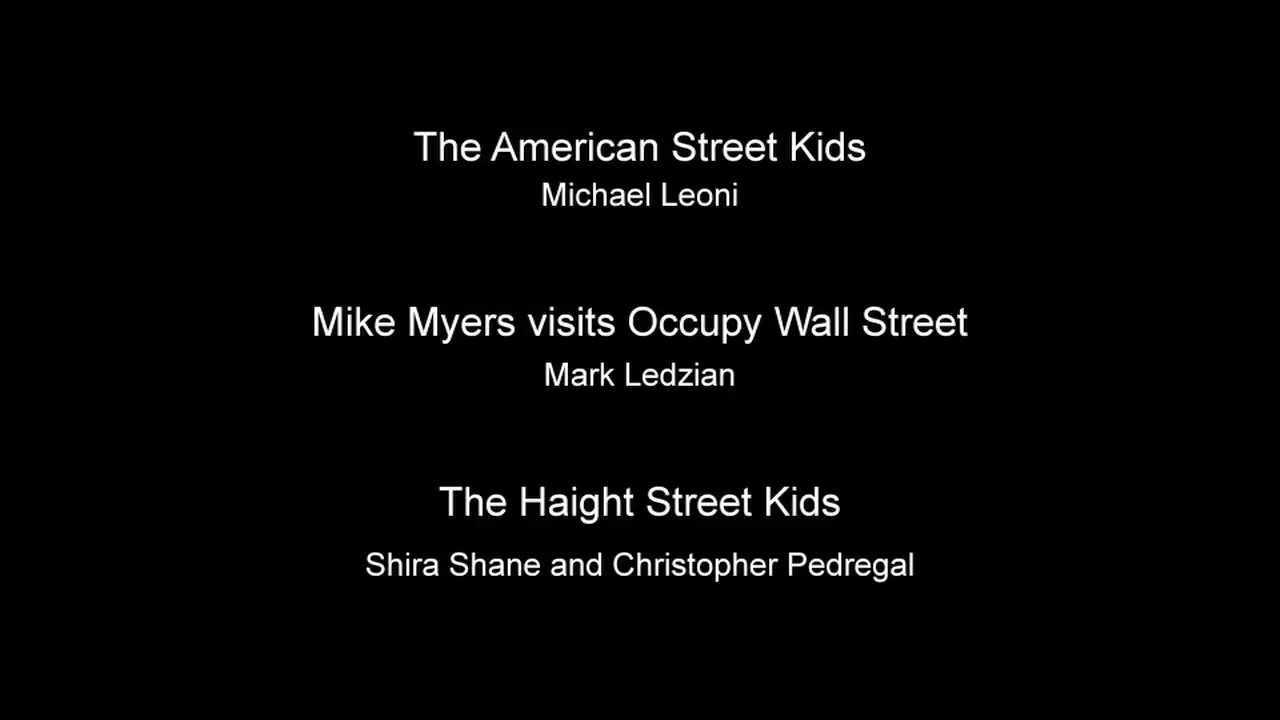 The American Street Kids
Michael Leoni
Mike Myers visits Occupy Wall Street
Mark Ledzian
The Haight Street Kids
Shira Shane and Christopher Pedregal